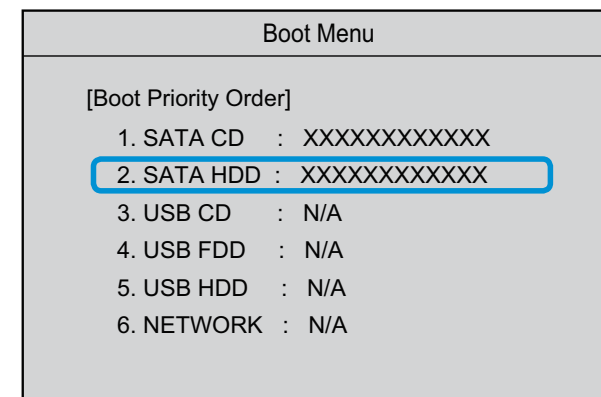 Boot Menu
[Boot Priority Order]
1. SATA CD : XXXXXXXXXXXX
2. SATA HDD : XXXXXXXXXXXX
3. USB CD : N/A
4. USB FDD : N/A
5. USB HDD : N/A
6. NETWORK : N/A